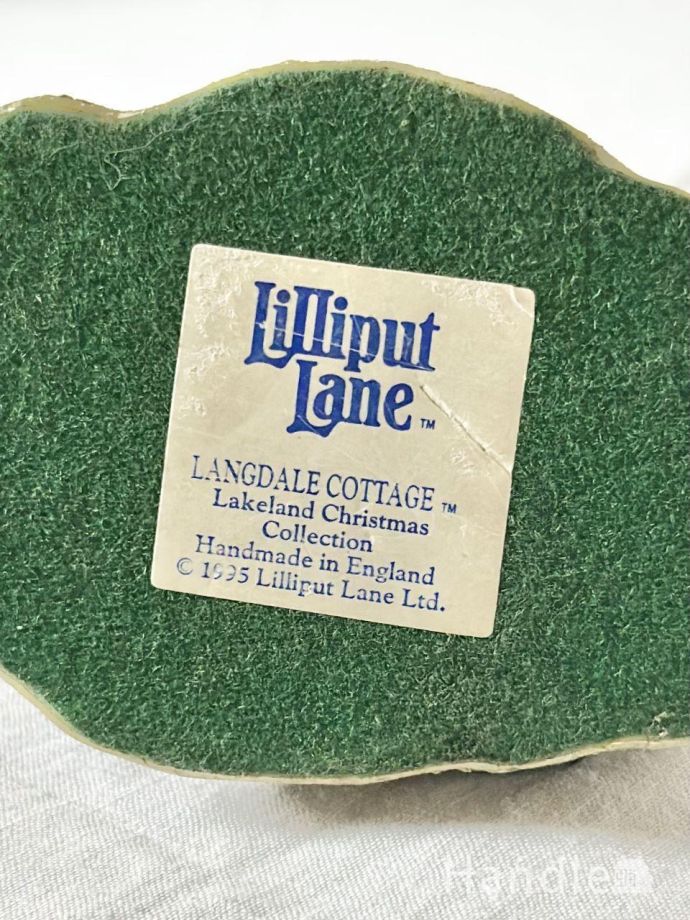 Lilliput
Lane™
LANGDALE COTTAGE™
Lakeland Christmas
Collection
Handmade in England
© 1995 Lilliput Lane Ltd.
Handle